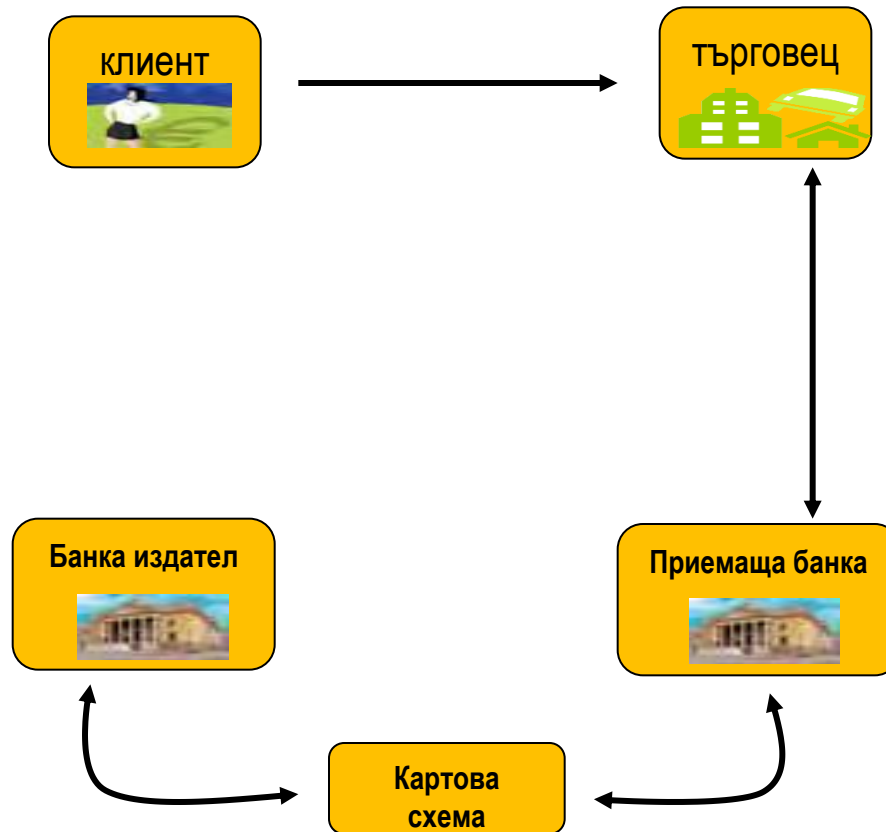 клиент
търговец
Банка издател
Приемаща банка
Картова
схема